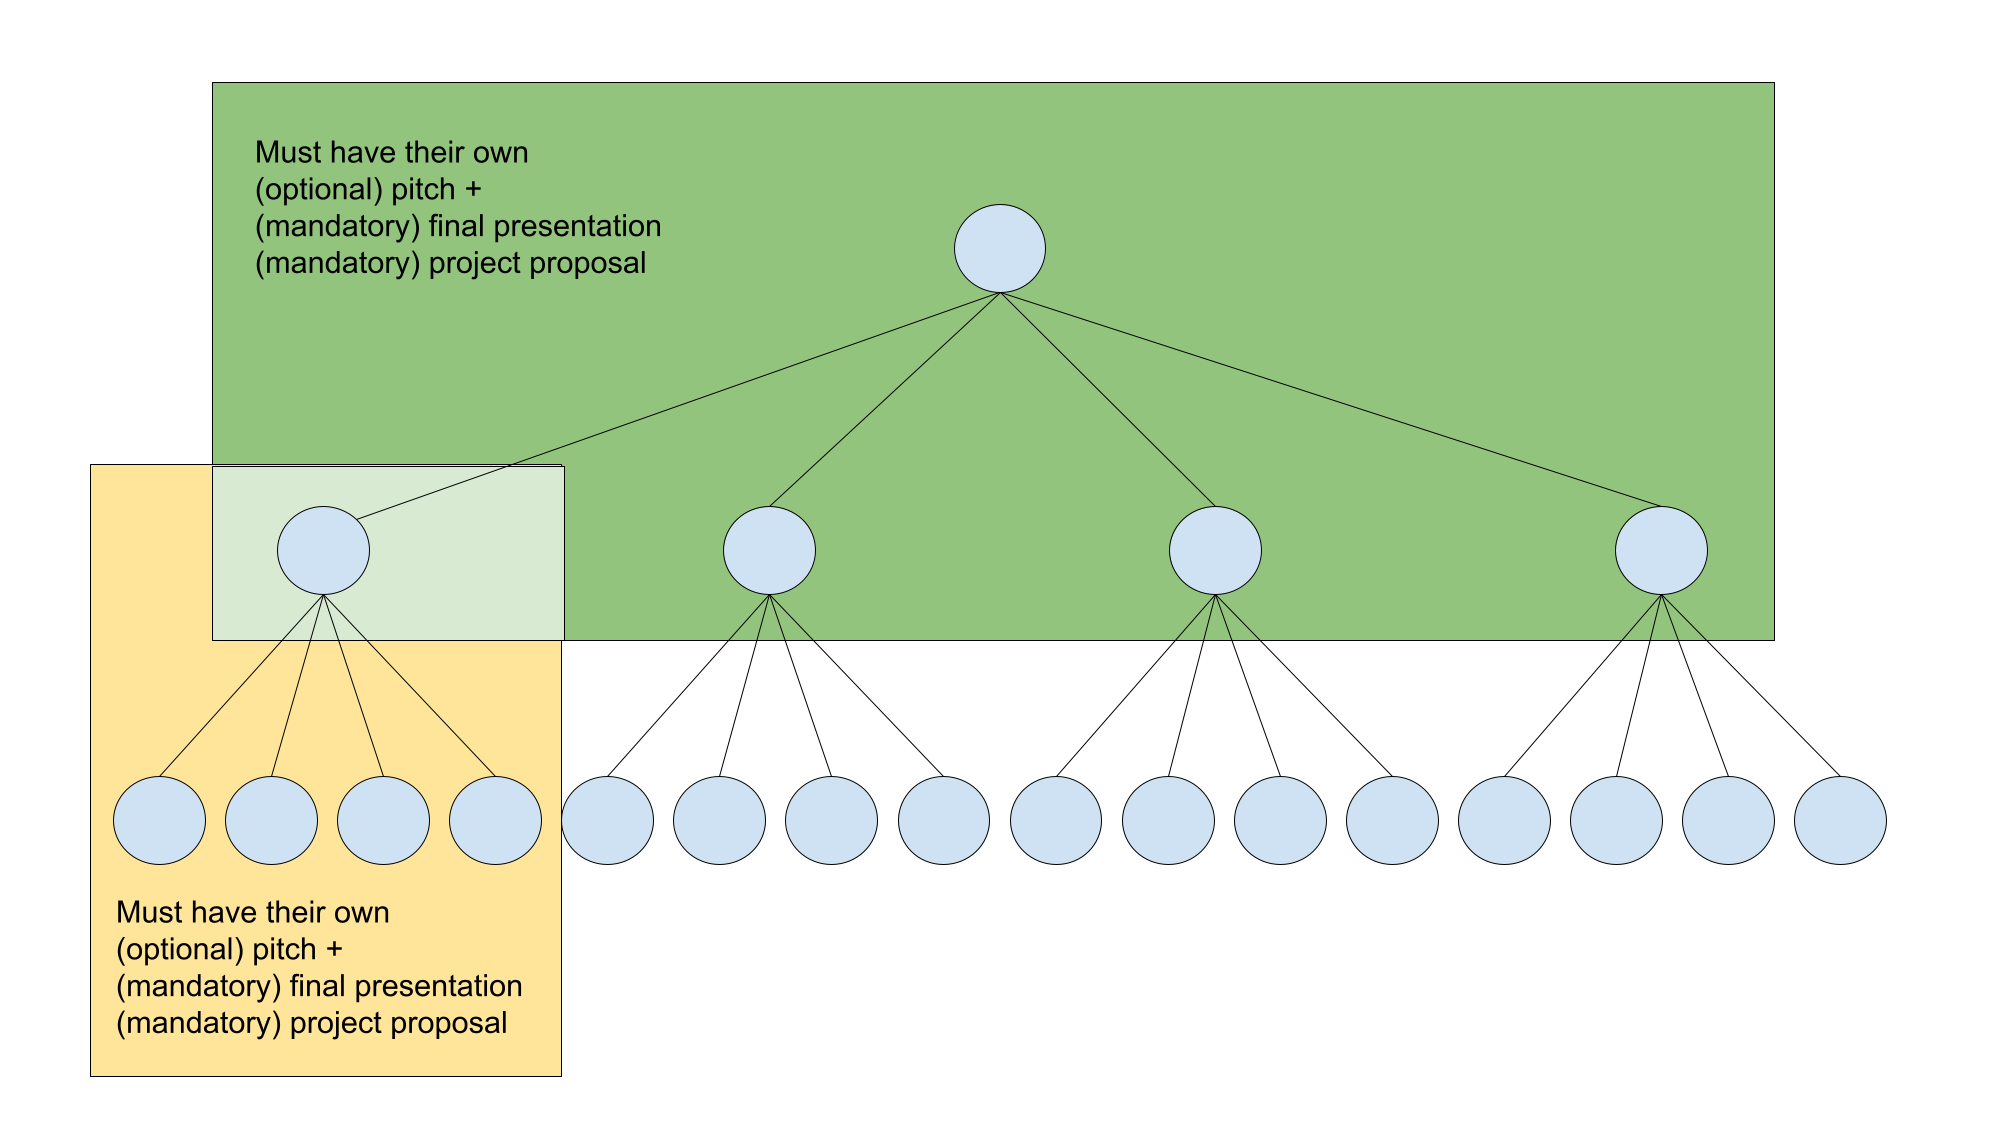 Must have their own
(optional) pitch +
(mandatory) final presentation
(mandatory) project proposal
Must have their own
(optional) pitch +
(mandatory) final presentation
(mandatory) project proposal